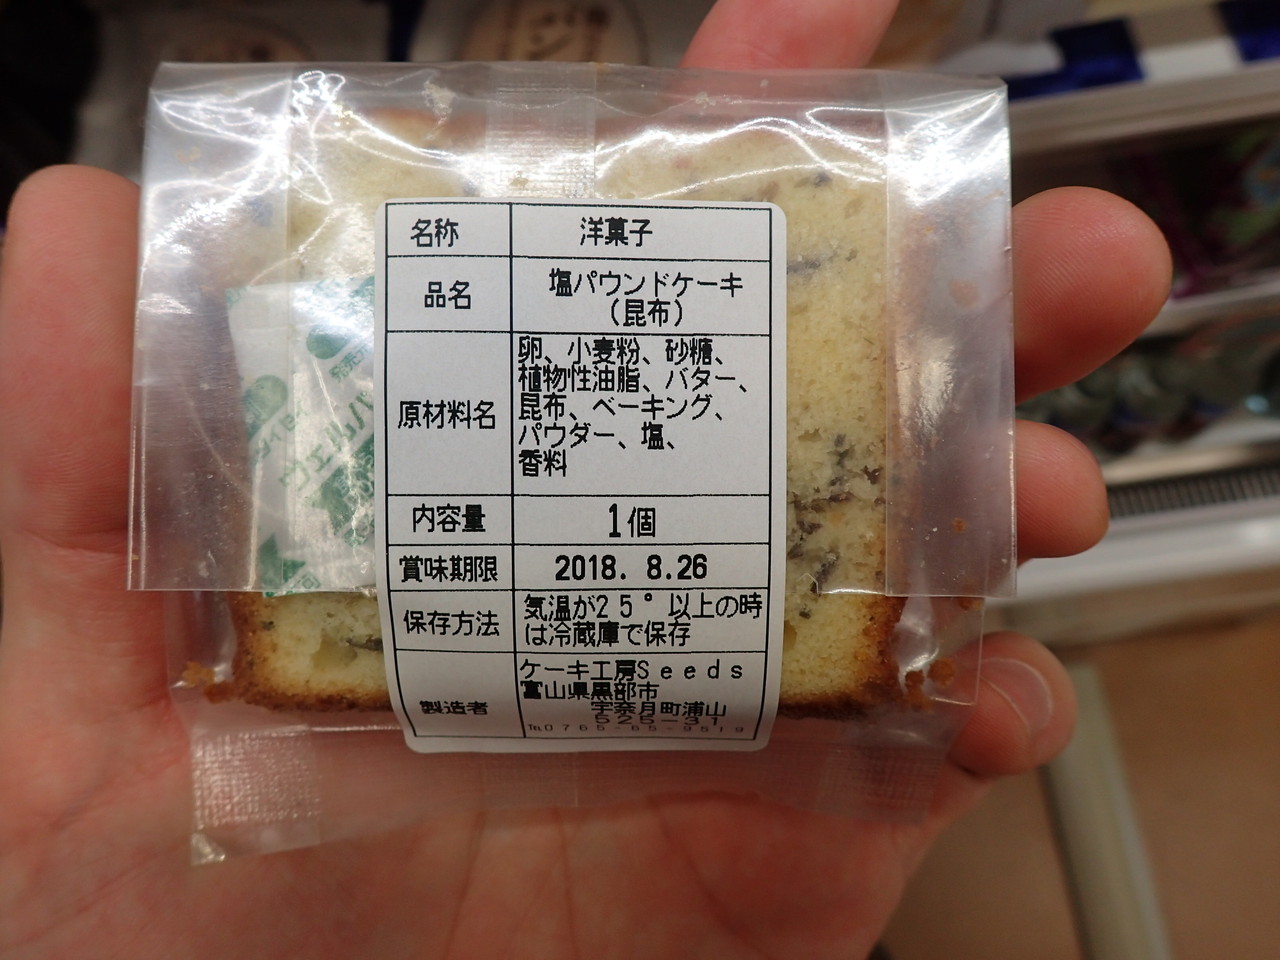 名称 洋菓子
品名 塩パウンドケーキ
（昆布）
原材料名 卵、小麦粉、砂糖、
植物性油脂、バター、
昆布、ベーキング、
パウダー、塩、
香料
内容量 1個
賞味期限 2018. 8.26
保存方法 気温が25°以上の時
は冷蔵庫で保存
製造者 ケーキ工房Seeds
富山県黒部市
宇奈月町浦山
525-31
℡0765-65-9519